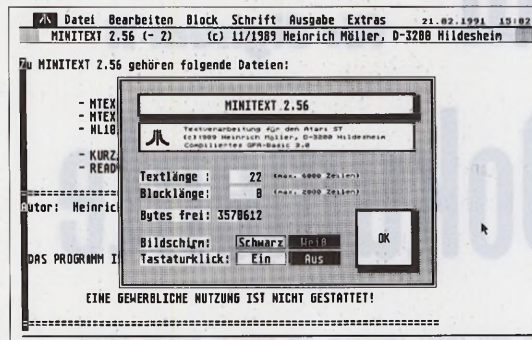 Datei Bearbeiten Block Schrift Ausgabe Extras 21.02.1991 15:02
MINITEXT 2.56 (- 2) (c) 11/1989 Heinrich Möller, D-3200 Hildesheim
Zu MINITEXT 2.56 gehören folgende Dateien:
- MTEX
- MTEX
- NL10
- KURZ
- READ
MINITEXT 2.56
Textverarbeitung für den Atari ST
(c)1989 Heinrich Möller, D-3200 Hildesheim
Compiliertes GFA-Basic 3.0
Textlänge : 22 (max. 6000 Zeilen)
Blocklänge: 0 (max. 2000 Zeilen)
Autor: Heinric
Bytes frei: 3578612
Bildschirm: Schwarz Weiß
OK
DAS PROGRAMM I
Tastaturklick: Ein Aus
EINE GEWERBLICHE NUTZUNG IST NICHT GESTATTET!